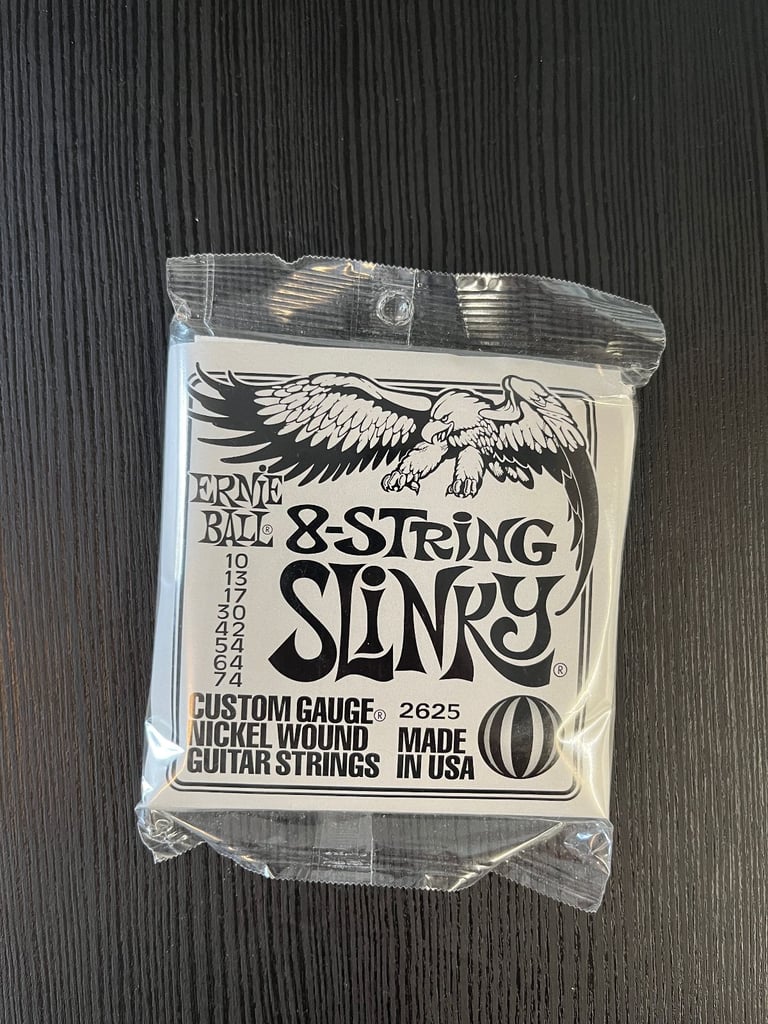 ERNIE
BALL®
8-STRING
SLINKY®
10
13
17
30
42
54
64
74
CUSTOM GAUGE®
NICKEL WOUND
GUITAR STRINGS
2625
MADE
IN USA